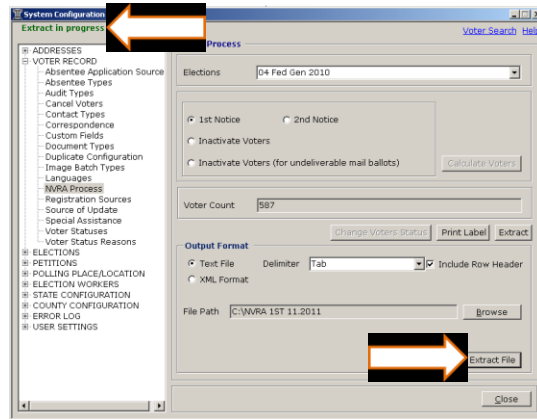 System Configuration
Extract in progress
Voter Search Help
Process
ADDRESSES
VOTER RECORD
Absentee Application Source
Absentee Types
Audit Types
Cancel Voters
Contact Types
Correspondence
Custom Fields
Document Types
Duplicate Configuration
Image Batch Types
Languages
NVRA Process
Registration Sources
Source of Update
Special Assistance
Voter Statuses
Voter Status Reasons
ELECTIONS
PETITIONS
POLLING PLACE/LOCATION
ELECTION WORKERS
STATE CONFIGURATION
COUNTY CONFIGURATION
ERROR LOG
USER SETTINGS
Elections 04 Fed Gen 2010
1st Notice 2nd Notice
Inactivate Voters
Inactivate Voters (for undeliverable mail ballots) Calculate Voters
Voter Count 587
Change Voters Status Print Label Extract
Output Format
Text File Delimiter Tab Include Row Header
XML Format
File Path C:\NVRA 1ST 11.2011 Browse
Extract File
Close